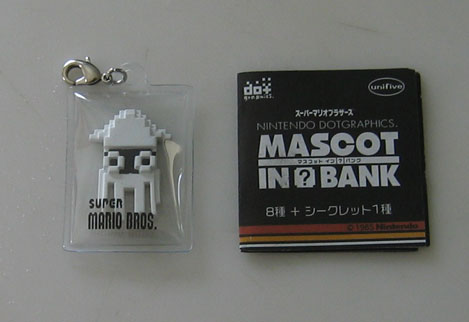 SUPER
MARIO BROS.
dot
graphics.
unifive
スーパーマリオブラザーズ
NINTENDO DOTGRAPHICS.
MASCOT
マスコット イン ? バンク
IN ? BANK
8種 + シークレット1種
© 1985 Nintendo